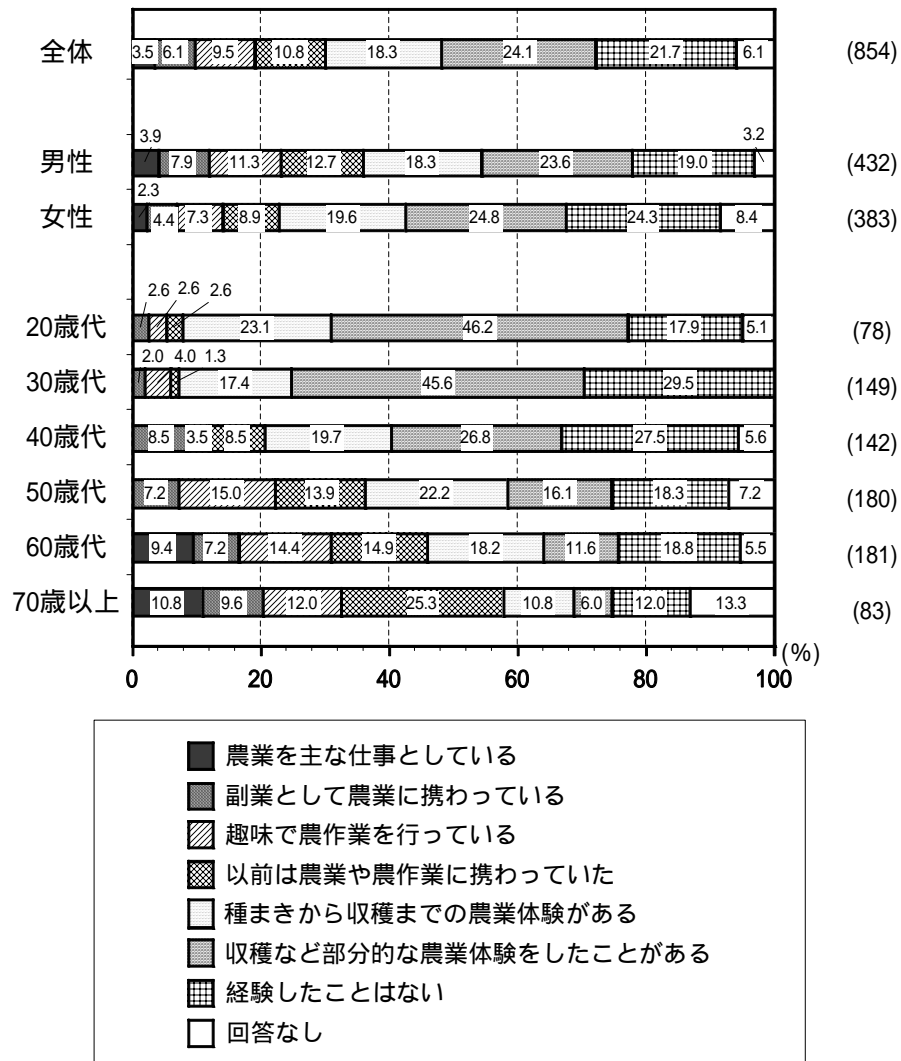 全体 3.5 6.1 9.5 10.8 18.3 24.1 21.7 6.1 (854)
3.9 3.2
男性 7.9 11.3 12.7 18.3 23.6 19.0 (432)
2.3
女性 4.4 7.3 8.9 19.6 24.8 24.3 8.4 (383)
2.6 2.6 2.6
20歳代 23.1 46.2 17.9 5.1 (78)
2.0 4.0 1.3
30歳代 17.4 45.6 29.5 (149)
40歳代 8.5 3.5 8.5 19.7 26.8 27.5 5.6 (142)
50歳代 7.2 15.0 13.9 22.2 16.1 18.3 7.2 (180)
60歳代 9.4 7.2 14.4 14.9 18.2 11.6 18.8 5.5 (181)
70歳以上 10.8 9.6 12.0 25.3 10.8 6.0 12.0 13.3 (83)
(%)
0 20 40 60 80 100
農業を主な仕事としている
副業として農業に携わっている
趣味で農作業を行っている
以前は農業や農作業に携わっていた
種まきから収穫までの農業体験がある
収穫など部分的な農業体験をしたことがある
経験したことはない
回答なし